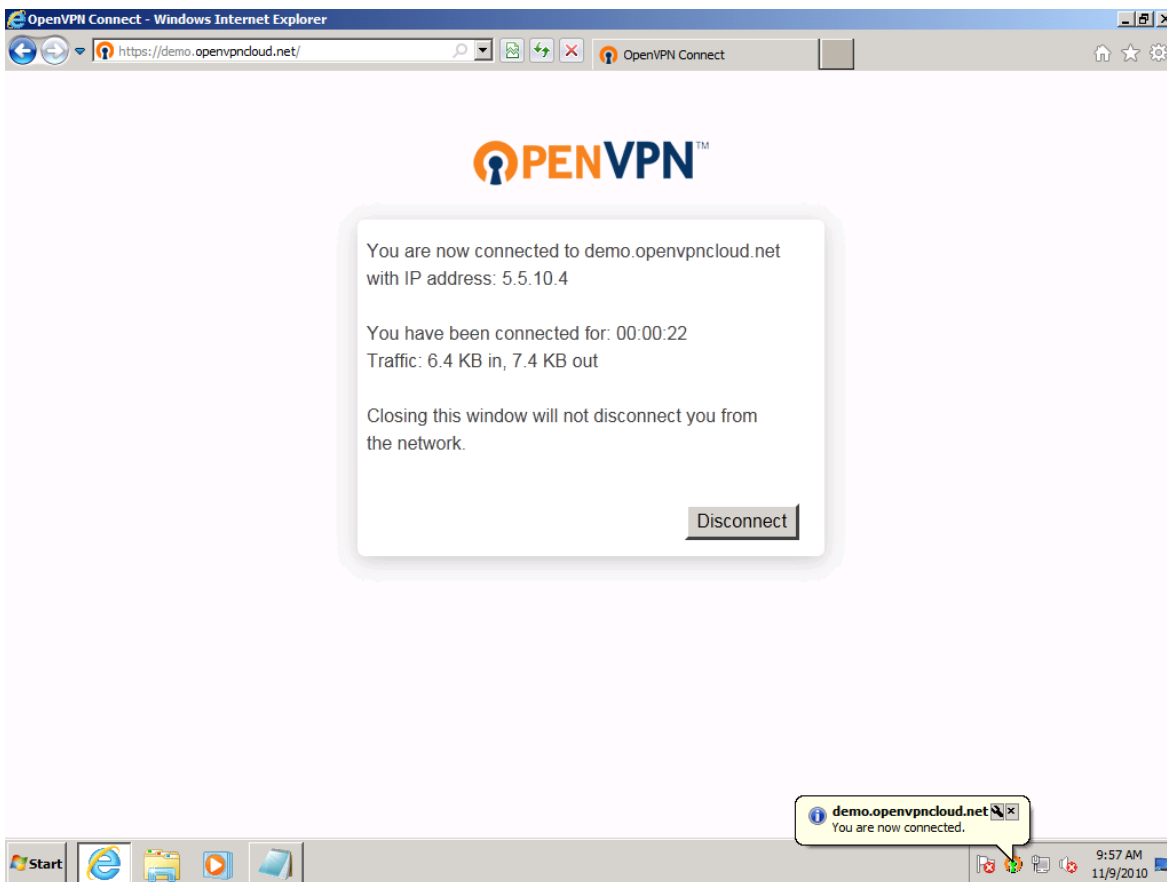 OpenVPN Connect - Windows Internet Explorer
https://demo.openvpncloud.net/
OpenVPN Connect
OPENVPN™
You are now connected to demo.openvpncloud.net
with IP address: 5.5.10.4
You have been connected for: 00:00:22
Traffic: 6.4 KB in, 7.4 KB out
Closing this window will not disconnect you from
the network.
Disconnect
demo.openvpncloud.net
You are now connected.
Start
9:57 AM
11/9/2010